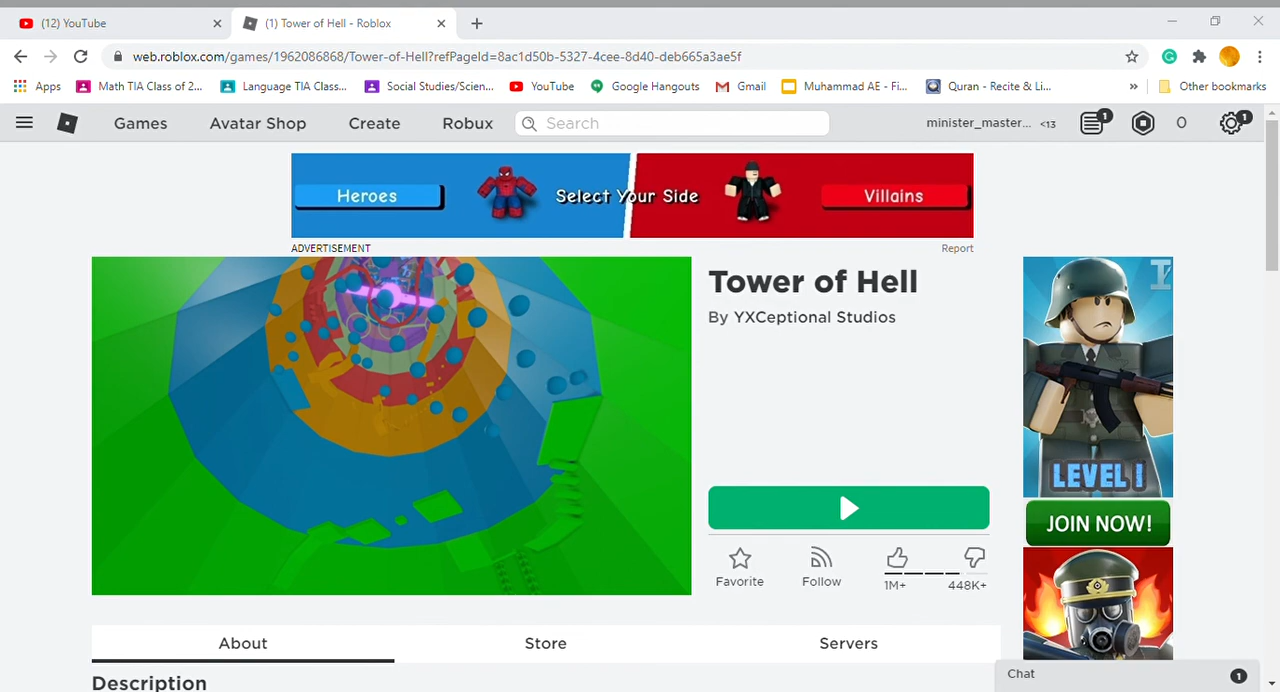 (12) YouTube
(1) Tower of Hell - Roblox
web.roblox.com/games/1962086868/Tower-of-Hell?refPageId=8ac1d50b-5327-4cee-8d40-deb665a3ae5f
Apps Math TIA Class of 2... Language TIA Class... Social Studies/Scien... YouTube Google Hangouts Gmail Muhammad AE - Fi... Quran - Recite & Li... » Other bookmarks
Games Avatar Shop Create Robux Search minister_master... <13 1 0 1
Heroes Select Your Side Villains
ADVERTISEMENT Report
Tower of Hell
By YXCeptional Studios
LEVEL 1
JOIN NOW!
Favorite Follow 1M+ 448K+
About Store Servers
Description
Chat 1